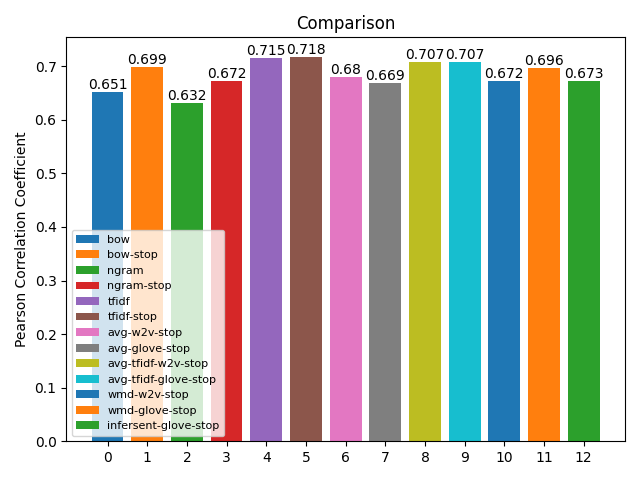 Comparison
Pearson Correlation Coefficient
0.7
0.6
0.5
0.4
0.3
0.2
0.1
0.0
0.651
0.699
0.632
0.672
0.715
0.718
0.68
0.669
0.707
0.707
0.672
0.696
0.673
bow
bow-stop
ngram
ngram-stop
tfidf
tfidf-stop
avg-w2v-stop
avg-glove-stop
avg-tfidf-w2v-stop
avg-tfidf-glove-stop
wmd-w2v-stop
wmd-glove-stop
infersent-glove-stop
0 1 2 3 4 5 6 7 8 9 10 11 12